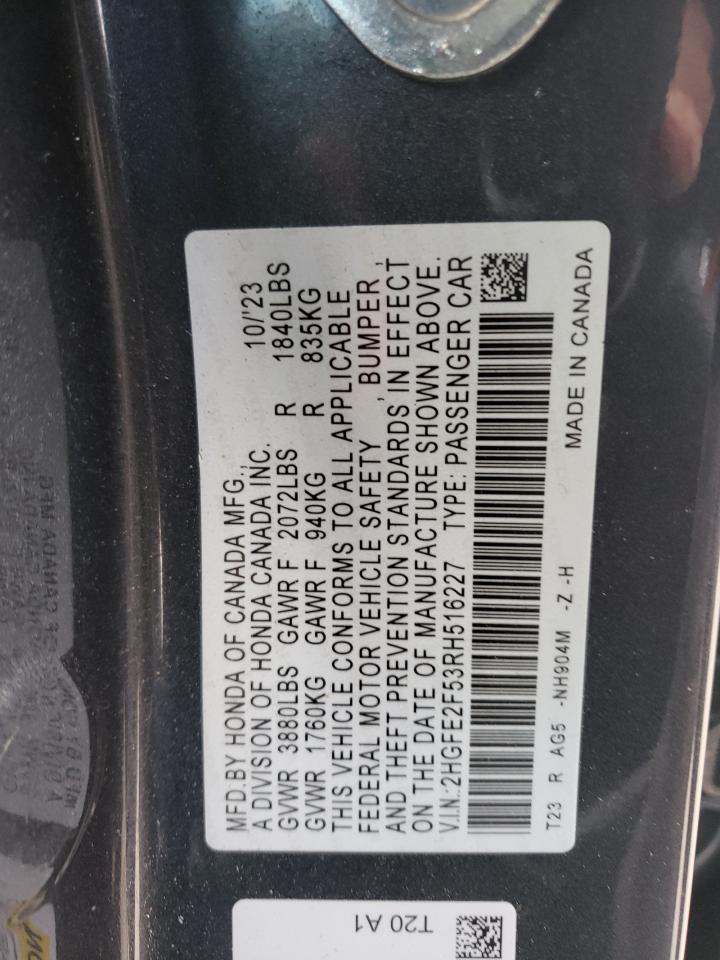 MFD.BY HONDA OF CANADA MFG., 10/'23
A DIVISION OF HONDA CANADA INC.
GVWR 3880LBS GAWR F 2072LBS R 1840LBS
GVWR 1760KG GAWR F 940KG R 835KG
THIS VEHICLE CONFORMS TO ALL APPLICABLE
FEDERAL MOTOR VEHICLE SAFETY , BUMPER ,
AND THEFT PREVENTION STANDARDS IN EFFECT
ON THE DATE OF MANUFACTURE SHOWN ABOVE.
V.I.N.:2HGFE2F53RH516227 TYPE: PASSENGER CAR
T23 R AG5 -NH904M -Z -H MADE IN CANADA
T20 A1